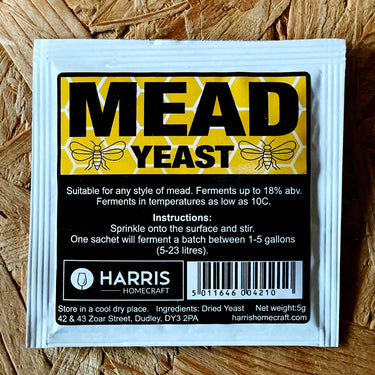 MEAD
YEAST
Suitable for any style of mead. Ferments up to 18% abv.
Ferments in temperatures as low as 10C.
Instructions:
Sprinkle onto the surface and stir.
One sachet will ferment a batch between 1-5 gallons
(5-23 litres).
HARRIS
HOMECRAFT
5 011646 004210
Store in a cool dry place. Ingredients: Dried Yeast Net weight:5g
42 & 43 Zoar Street, Dudley, DY3 2PA harrishomecraft.com